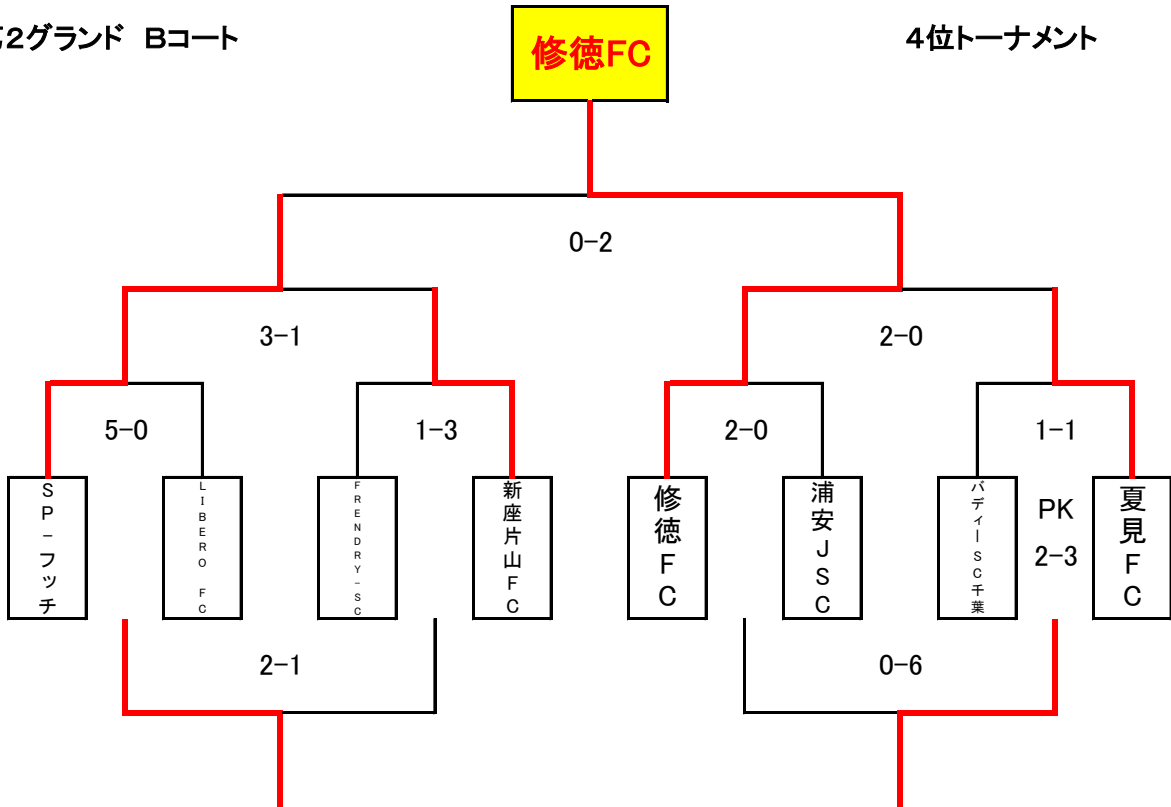 2グランド Bコート
4位トーナメント
修徳FC
0-2
3-1
2-0
5-0
1-3
2-0
1-1
SP-フッチ
LIBERO FC
FRENDRY-SC
新座片山FC
修徳FC
浦安JSC
バディーSC千葉
PK
2-3
夏見FC
2-1
0-6